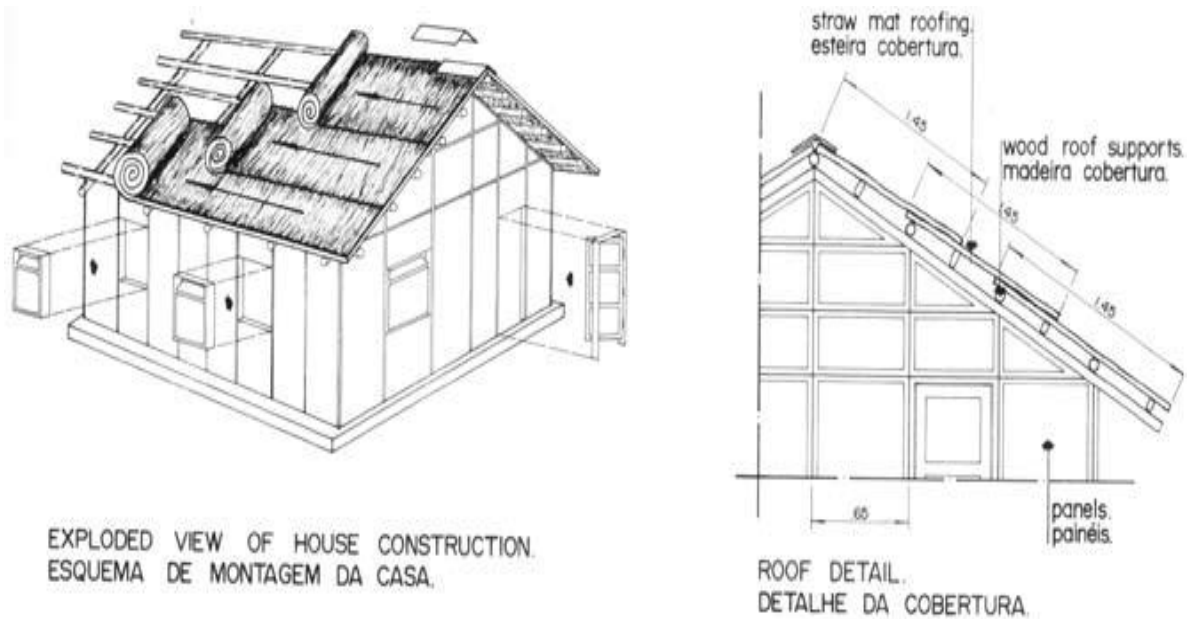 EXPLODED VIEW OF HOUSE CONSTRUCTION.
ESQUEMA DE MONTAGEM DA CASA.
straw mat roofing.
esteira cobertura.
1.45
wood roof supports.
madeira cobertura.
1.45
1.45
.65
panels.
painéis.
ROOF DETAIL.
DETALHE DA COBERTURA.